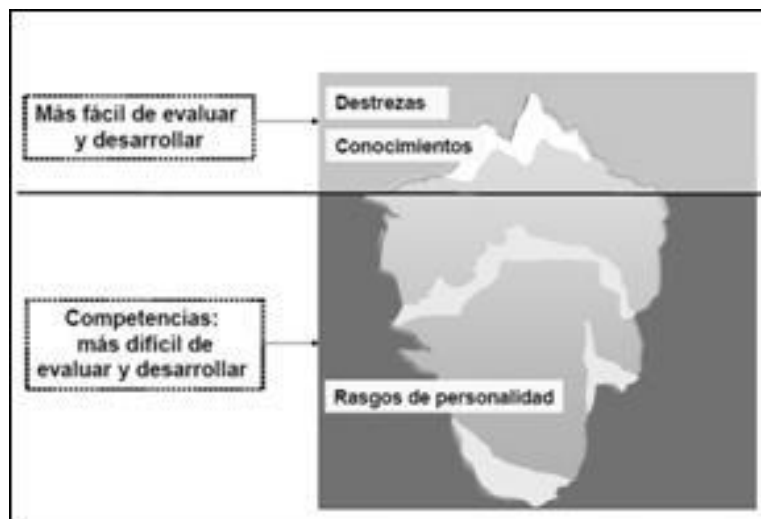 Más fácil de evaluar
y desarrollar
Destrezas
Conocimientos
Competencias:
más difícil de
evaluar y desarrollar
Rasgos de personalidad